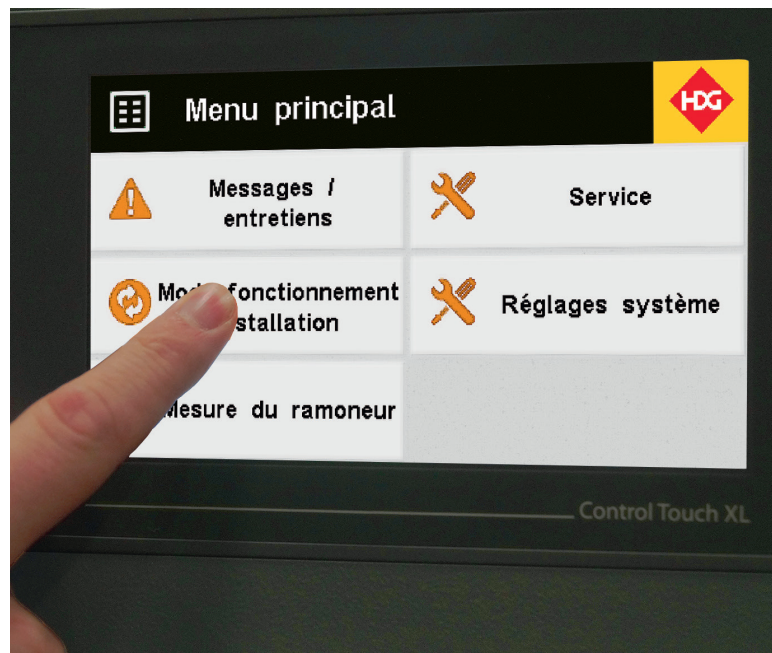 Menu principal
HDG
Messages /
entretiens
Service
fonctionnement
Réglages système
Mesure du ramoneur
Control Touch XL